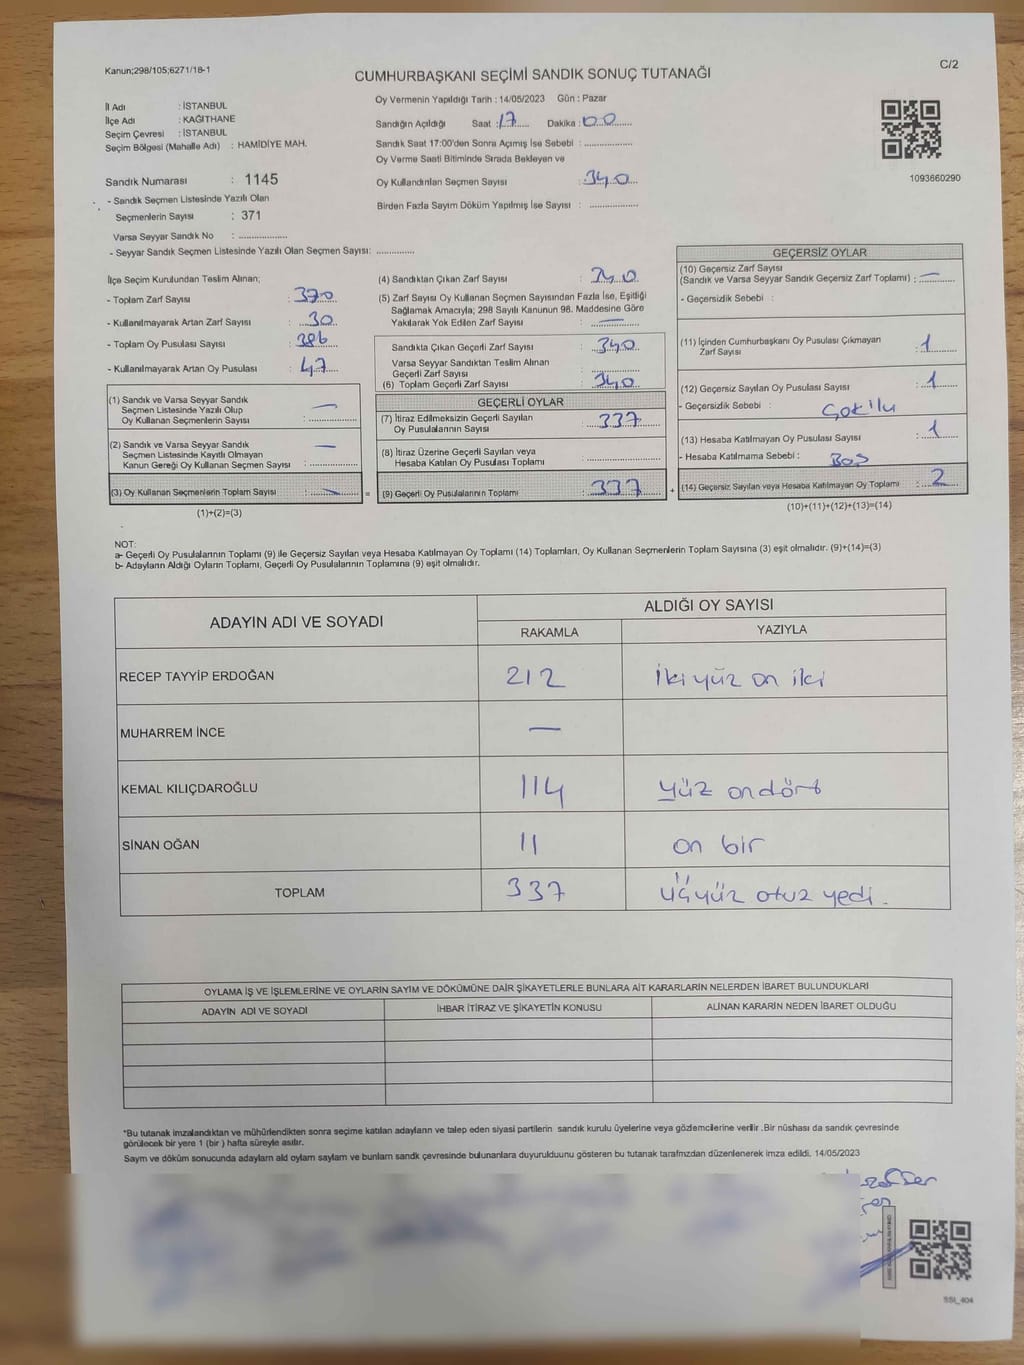 Kanun;298/105;6271/18-1
C/2
CUMHURBAŞKANI SEÇİMİ SANDIK SONUÇ TUTANAĞI
İl Adı : İSTANBUL
İlçe Adı : KAĞITHANE
Seçim Çevresi : İSTANBUL
Seçim Bölgesi (Mahalle Adı) : HAMİDİYE MAH.
Sandık Numarası : 1145
- Sandık Seçmen Listesinde Yazılı Olan
Seçmenlerin Sayısı : 371
Varsa Seyyar Sandık No : ..................
- Seyyar Sandık Seçmen Listesinde Yazılı Olan Seçmen Sayısı: ..............
Oy Vermenin Yapıldığı Tarih : 14/05/2023 Gün : Pazar
Sandığın Açıldığı Saat : 17 Dakika : 00
Sandık Saat 17:00'den Sonra Açımış İse Sebebi : ..................
Oy Verme Saati Bitiminde Sırada Bekleyen ve
Oy Kullandırılan Seçmen Sayısı : 340
Birden Fazla Sayım Döküm Yapılmış İse Sayısı : ..................
1093660290
İlçe Seçim Kurulundan Teslim Alınan;
- Toplam Zarf Sayısı : 370
- Kullanılmayarak Artan Zarf Sayısı : 30
- Toplam Oy Pusulası Sayısı : 386
- Kullanılmayarak Artan Oy Pusulası : 47
(1) Sandık ve Varsa Seyyar Sandık
Seçmen Listesinde Yazılı Olup
Oy Kullanan Seçmenlerin Sayısı : —
(2) Sandık ve Varsa Seyyar Sandık
Seçmen Listesinde Kayıtlı Olmayan
Kanun Gereği Oy Kullanan Seçmen Sayısı : —
(3) Oy Kullanan Seçmenlerin Toplam Sayısı : — =
(1)+(2)=(3)
(4) Sandıktan Çıkan Zarf Sayısı : 340
(5) Zarf Sayısı Oy Kullanan Seçmen Sayısından Fazla İse, Eşitliği
Sağlamak Amacıyla; 298 Sayılı Kanunun 98. Maddesine Göre
Yakılarak Yok Edilen Zarf Sayısı : —
Sandıkta Çıkan Geçerli Zarf Sayısı : 340
Varsa Seyyar Sandıktan Teslim Alınan
Geçerli Zarf Sayısı : ..................
(6) Toplam Geçerli Zarf Sayısı : 340
GEÇERLİ OYLAR
(7) İtiraz Edilmeksizin Geçerli Sayılan
Oy Pusulalarının Sayısı : 337
(8) İtiraz Üzerine Geçerli Sayılan veya
Hesaba Katılan Oy Pusulası Toplamı : ..................
(9) Geçerli Oy Pusulalarının Toplamı : 337 +
GEÇERSİZ OYLAR
(10) Geçersiz Zarf Sayısı
(Sandık ve Varsa Seyyar Sandık Geçersiz Zarf Toplamı) : —
- Geçersizlik Sebebi :
(11) İçinden Cumhurbaşkanı Oy Pusulası Çıkmayan
Zarf Sayısı : 1
(12) Geçersiz Sayılan Oy Pusulası Sayısı : 1
- Geçersizlik Sebebi :
(13) Hesaba Katılmayan Oy Pusulası Sayısı : 1
- Hesaba Katılmama Sebebi : Boş
(14) Geçersiz Sayılan veya Hesaba Katılmayan Oy Toplamı : 2
(10)+(11)+(12)+(13)=(14)
NOT:
a- Geçerli Oy Pusulalarının Toplamı (9) ile Geçersiz Sayılan veya Hesaba Katılmayan Oy Toplamı (14) Toplamları, Oy Kullanan Seçmenlerin Toplam Sayısına (3) eşit olmalıdır. (9)+(14)=(3)
b- Adayların Aldığı Oyların Toplamı, Geçerli Oy Pusulalarının Toplamına (9) eşit olmalıdır.
ADAYIN ADI VE SOYADI ALDIĞI OY SAYISI
RAKAMLA YAZIYLA
RECEP TAYYİP ERDOĞAN 212 İki yüz on iki
MUHARREM İNCE —
KEMAL KILIÇDAROĞLU 114 yüz on dört
SİNAN OĞAN 11 on bir
TOPLAM 337 üçyüz otuz yedi.
OYLAMA İŞ VE İŞLEMLERİNE VE OYLARIN SAYIM VE DÖKÜMÜNE DAİR ŞİKAYETLERLE BUNLARA AİT KARARLARIN NELERDEN İBARET BULUNDUKLARI
ADAYIN ADI VE SOYADI İHBAR İTİRAZ VE ŞİKAYETİN KONUSU ALINAN KARARIN NEDEN İBARET OLDUĞU
*Bu tutanak imzalandıktan ve mühürlendikten sonra seçime katılan adayların ve talep eden siyasi partilerin sandık kurulu üyelerine veya gözlemcilerine verilir .Bir nüshası da sandık çevresinde
görülecek bir yere 1 (bir ) hafta süreyle asılır.
Sayım ve döküm sonucunda adayların ald oyların sayların ve bunların sandk çevresinde bulunanlara duyurulduunu gösteren bu tutanak tarafmzdan düzenlenerek imza edildi. 14/05/2023
SSI_404